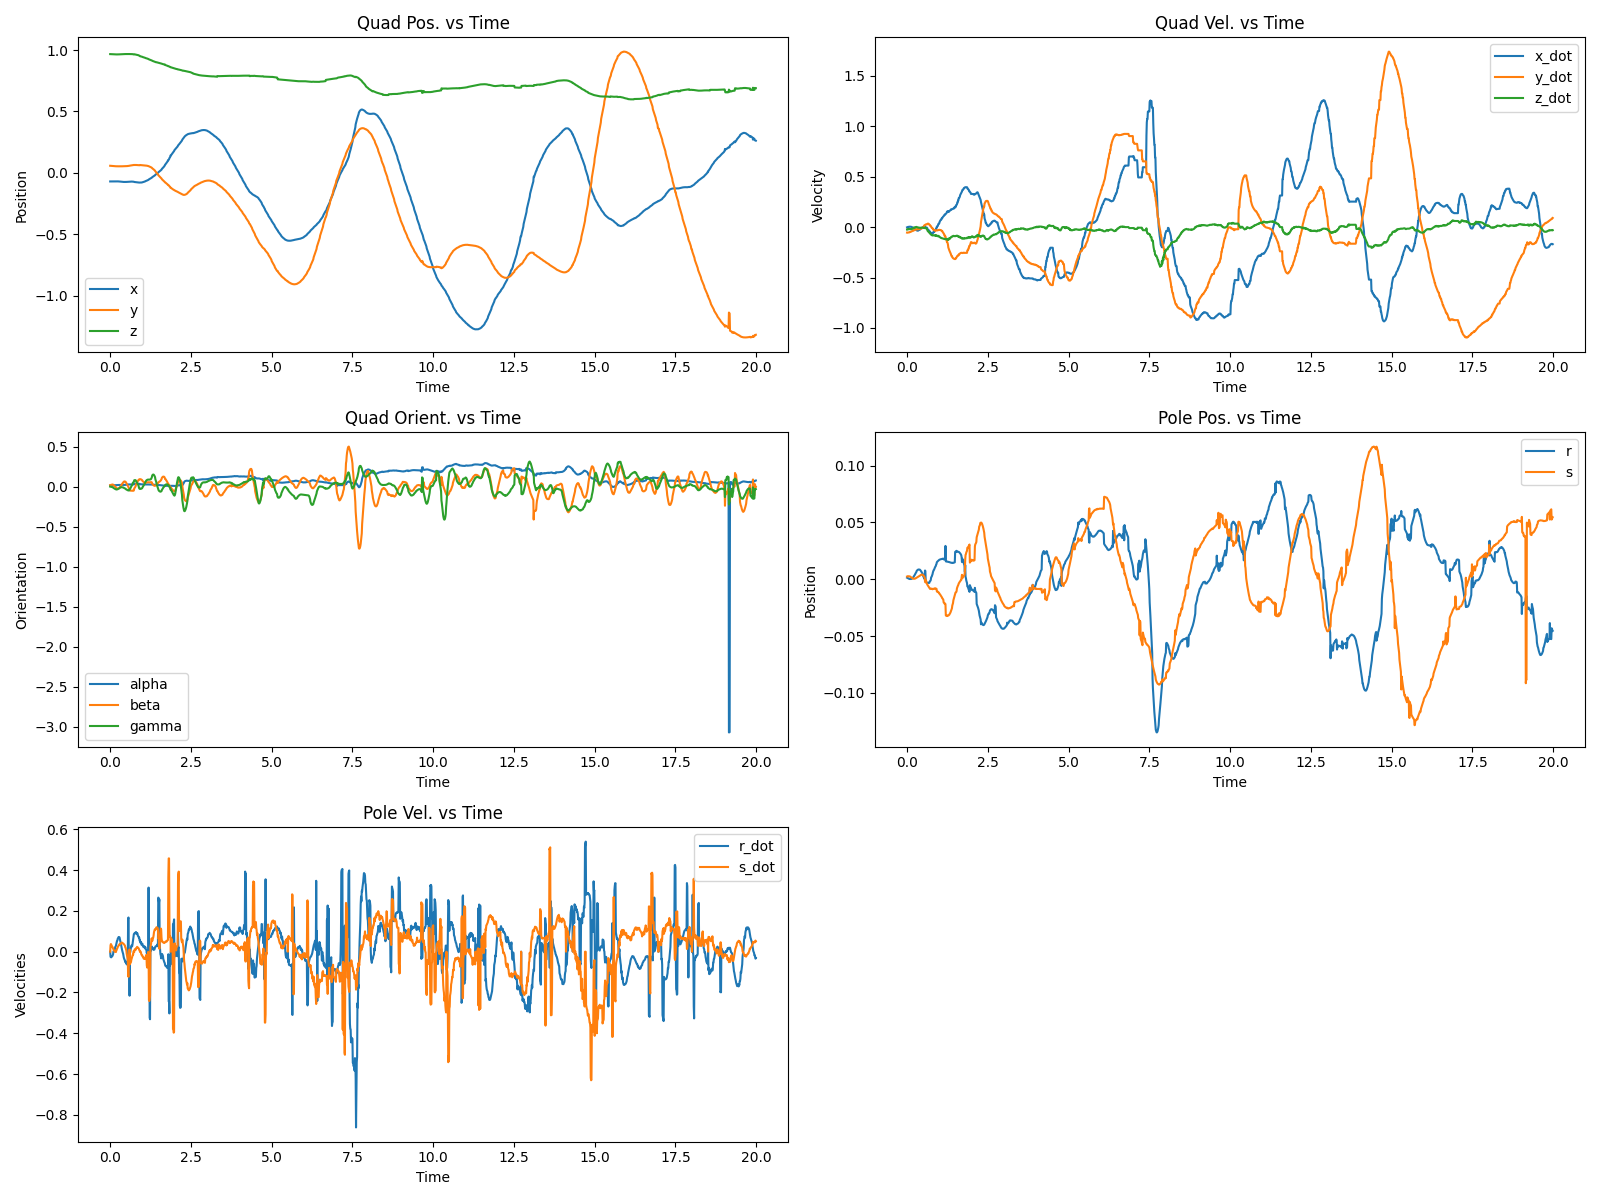 Quad Pos. vs Time
Position
1.0
0.5
0.0
−0.5
−1.0
x
y
z
0.0 2.5 5.0 7.5 10.0 12.5 15.0 17.5 20.0
Time
Quad Vel. vs Time
Velocity
1.5
1.0
0.5
0.0
−0.5
−1.0
x_dot
y_dot
z_dot
0.0 2.5 5.0 7.5 10.0 12.5 15.0 17.5 20.0
Time
Quad Orient. vs Time
Orientation
0.5
0.0
−0.5
−1.0
−1.5
−2.0
−2.5
−3.0
alpha
beta
gamma
0.0 2.5 5.0 7.5 10.0 12.5 15.0 17.5 20.0
Time
Pole Pos. vs Time
Position
0.10
0.05
0.00
−0.05
−0.10
r
s
0.0 2.5 5.0 7.5 10.0 12.5 15.0 17.5 20.0
Time
Pole Vel. vs Time
Velocities
0.6
0.4
0.2
0.0
−0.2
−0.4
−0.6
−0.8
r_dot
s_dot
0.0 2.5 5.0 7.5 10.0 12.5 15.0 17.5 20.0
Time